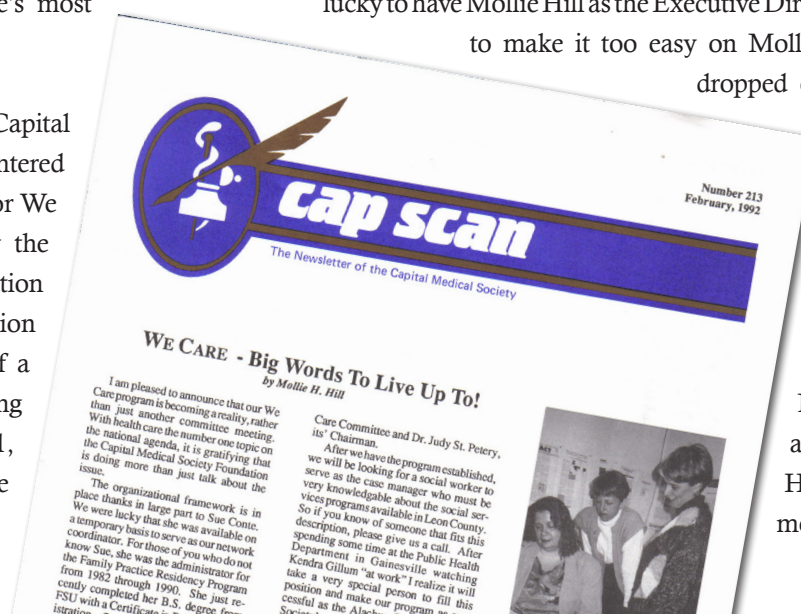 e's most
lucky to have Mollie Hill as the Executive Dir
to make it too easy on Moll
dropped
Capital
ntered
or We
the
tion
ion
f a
ng
l,
e
cap scan
The Newsletter of the Capital Medical Society
Number 213
February, 1992
WE CARE - Big Words To Live Up To!
by Mollie H. Hill
I am pleased to announce that our We
Care program is becoming a reality, rather
than just another committee meeting.
With health care the number one topic on
the national agenda, it is gratifying that
the Capital Medical Society Foundation
is doing more than just talk about the
issue.
The organizational framework is in
place thanks in large part to Sue Conte.
We were lucky that she was available on
a temporary basis to serve as our network
coordinator. For those of you who do not
know Sue, she was the administrator for
the Family Practice Residency Program
from 1982 through 1990. She just re-
cently completed her B.S. degree from
FSU with a Certificate in
Care Committee and Dr. Judy St. Petery,
its' Chairman.
After we have the program established,
we will be looking for a social worker to
serve as the case manager who must be
very knowledgable about the social ser-
vices programs available in Leon County.
So if you know of someone that fits this
description, please give us a call. After
spending some time at the Public Health
Department in Gainesville watching
Kendra Gillum "at work" I realize it will
take a very special person to fill this
position and make our program as
cessful as the
a
H
me